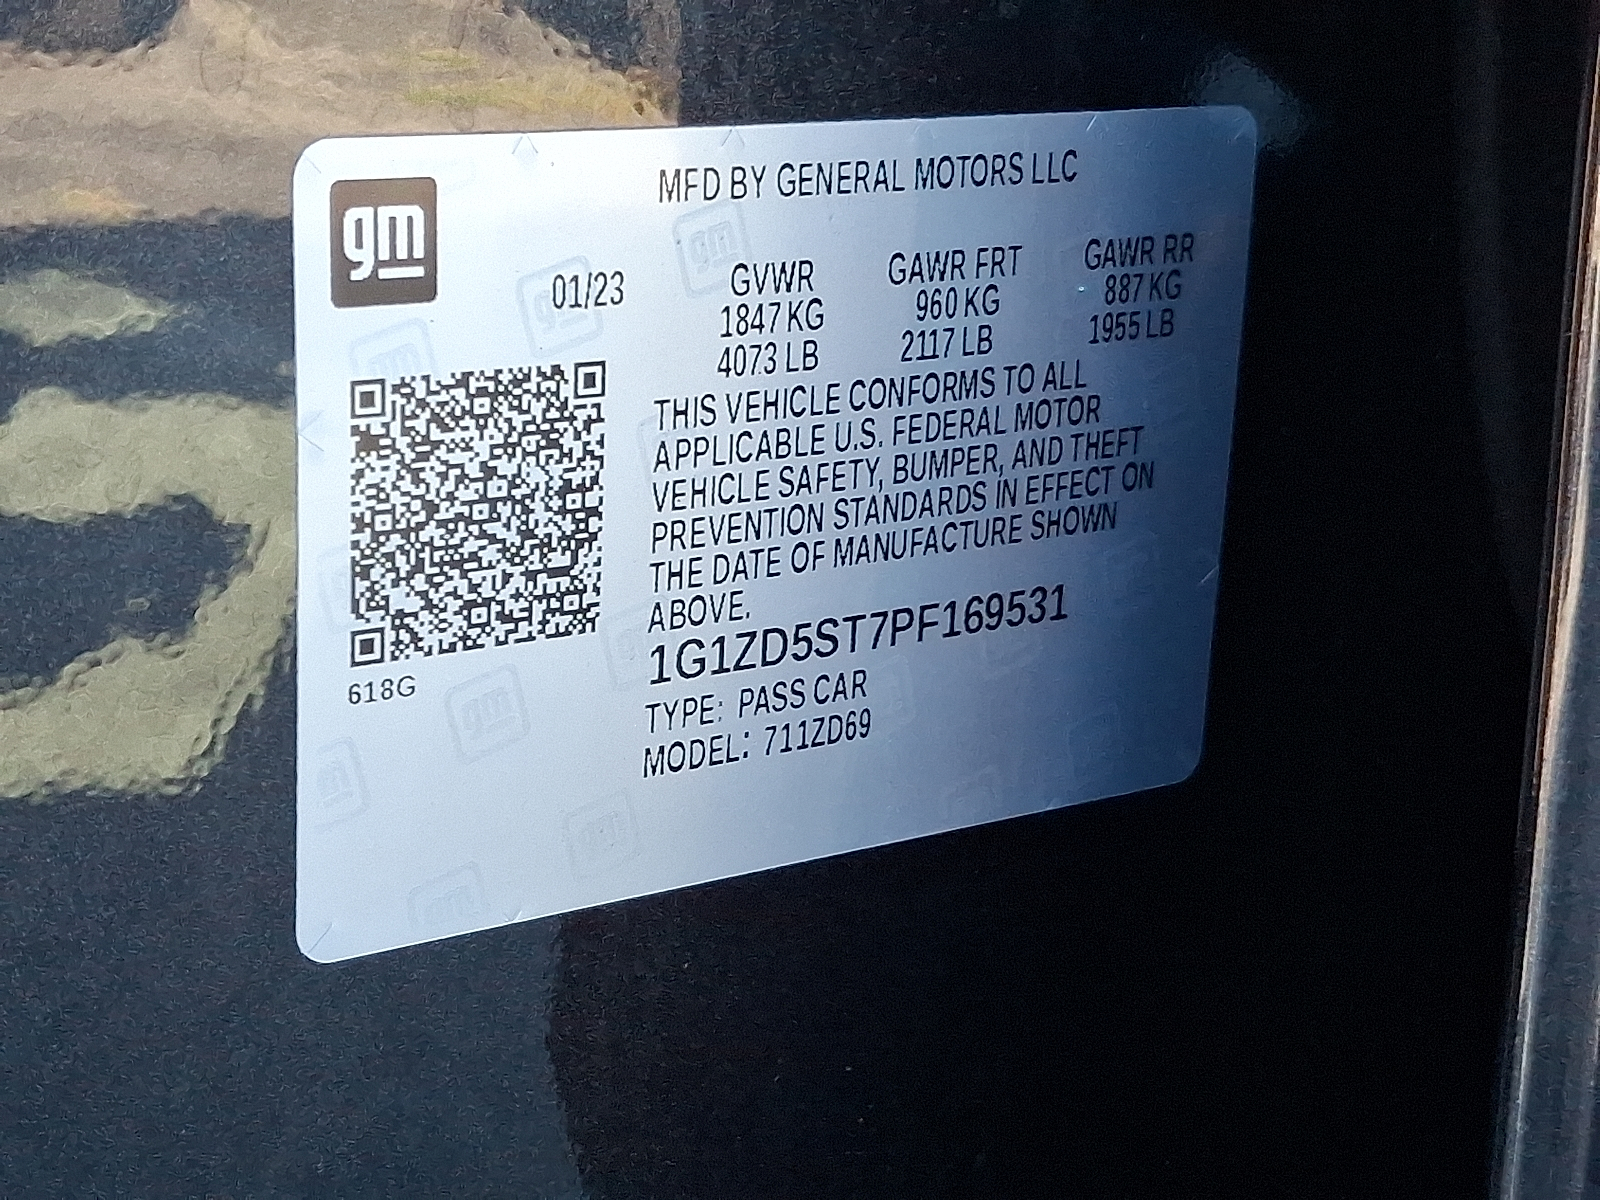 gm
MFD BY GENERAL MOTORS LLC
01/23
GVWR GAWR FRT GAWR RR
1847 KG 960 KG 887 KG
4073 LB 2117 LB 1955 LB
THIS VEHICLE CONFORMS TO ALL
APPLICABLE U.S. FEDERAL MOTOR
VEHICLE SAFETY, BUMPER, AND THEFT
PREVENTION STANDARDS IN EFFECT ON
THE DATE OF MANUFACTURE SHOWN
ABOVE.
1G1ZD5ST7PF169531
618G
TYPE: PASS CAR
MODEL: 711ZD69